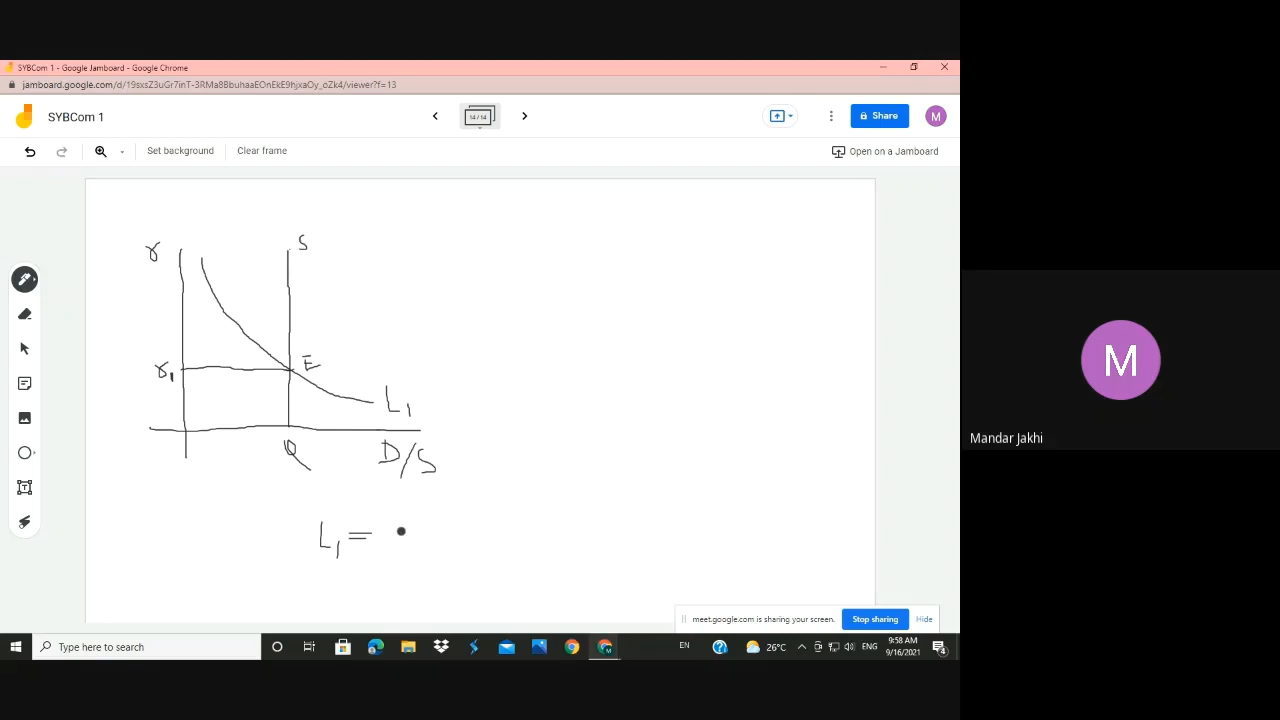 SYBCom 1 - Google Jamboard - Google Chrome
jamboard.google.com/d/19sxsZ3uGr7inT-3RMa8BbuhaaEOnEkE9hjxaOy_oZk4/viewer?f=13
SYBCom 1
14 / 14
Share
M
Set background
Clear frame
Open on a Jamboard
r
S
r₁
E
L₁
Q
D/S
L₁ =
M
Mandar Jakhi
meet.google.com is sharing your screen.
Stop sharing
Hide
Type here to search
EN
26°C
ENG
9:58 AM
9/16/2021
4